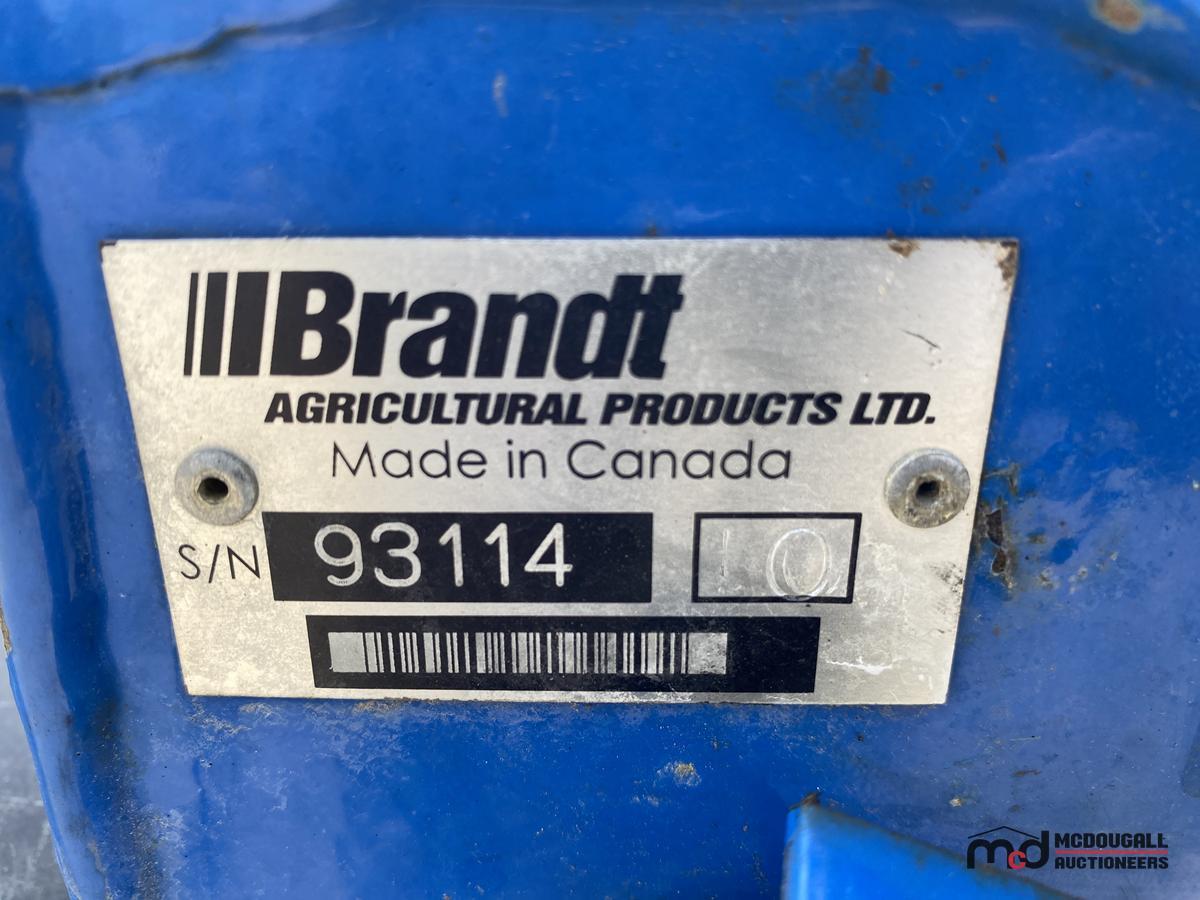 Brandt
AGRICULTURAL PRODUCTS LTD.
Made in Canada
S/N 93114 10
mcd MCDOUGALL
AUCTIONEERS